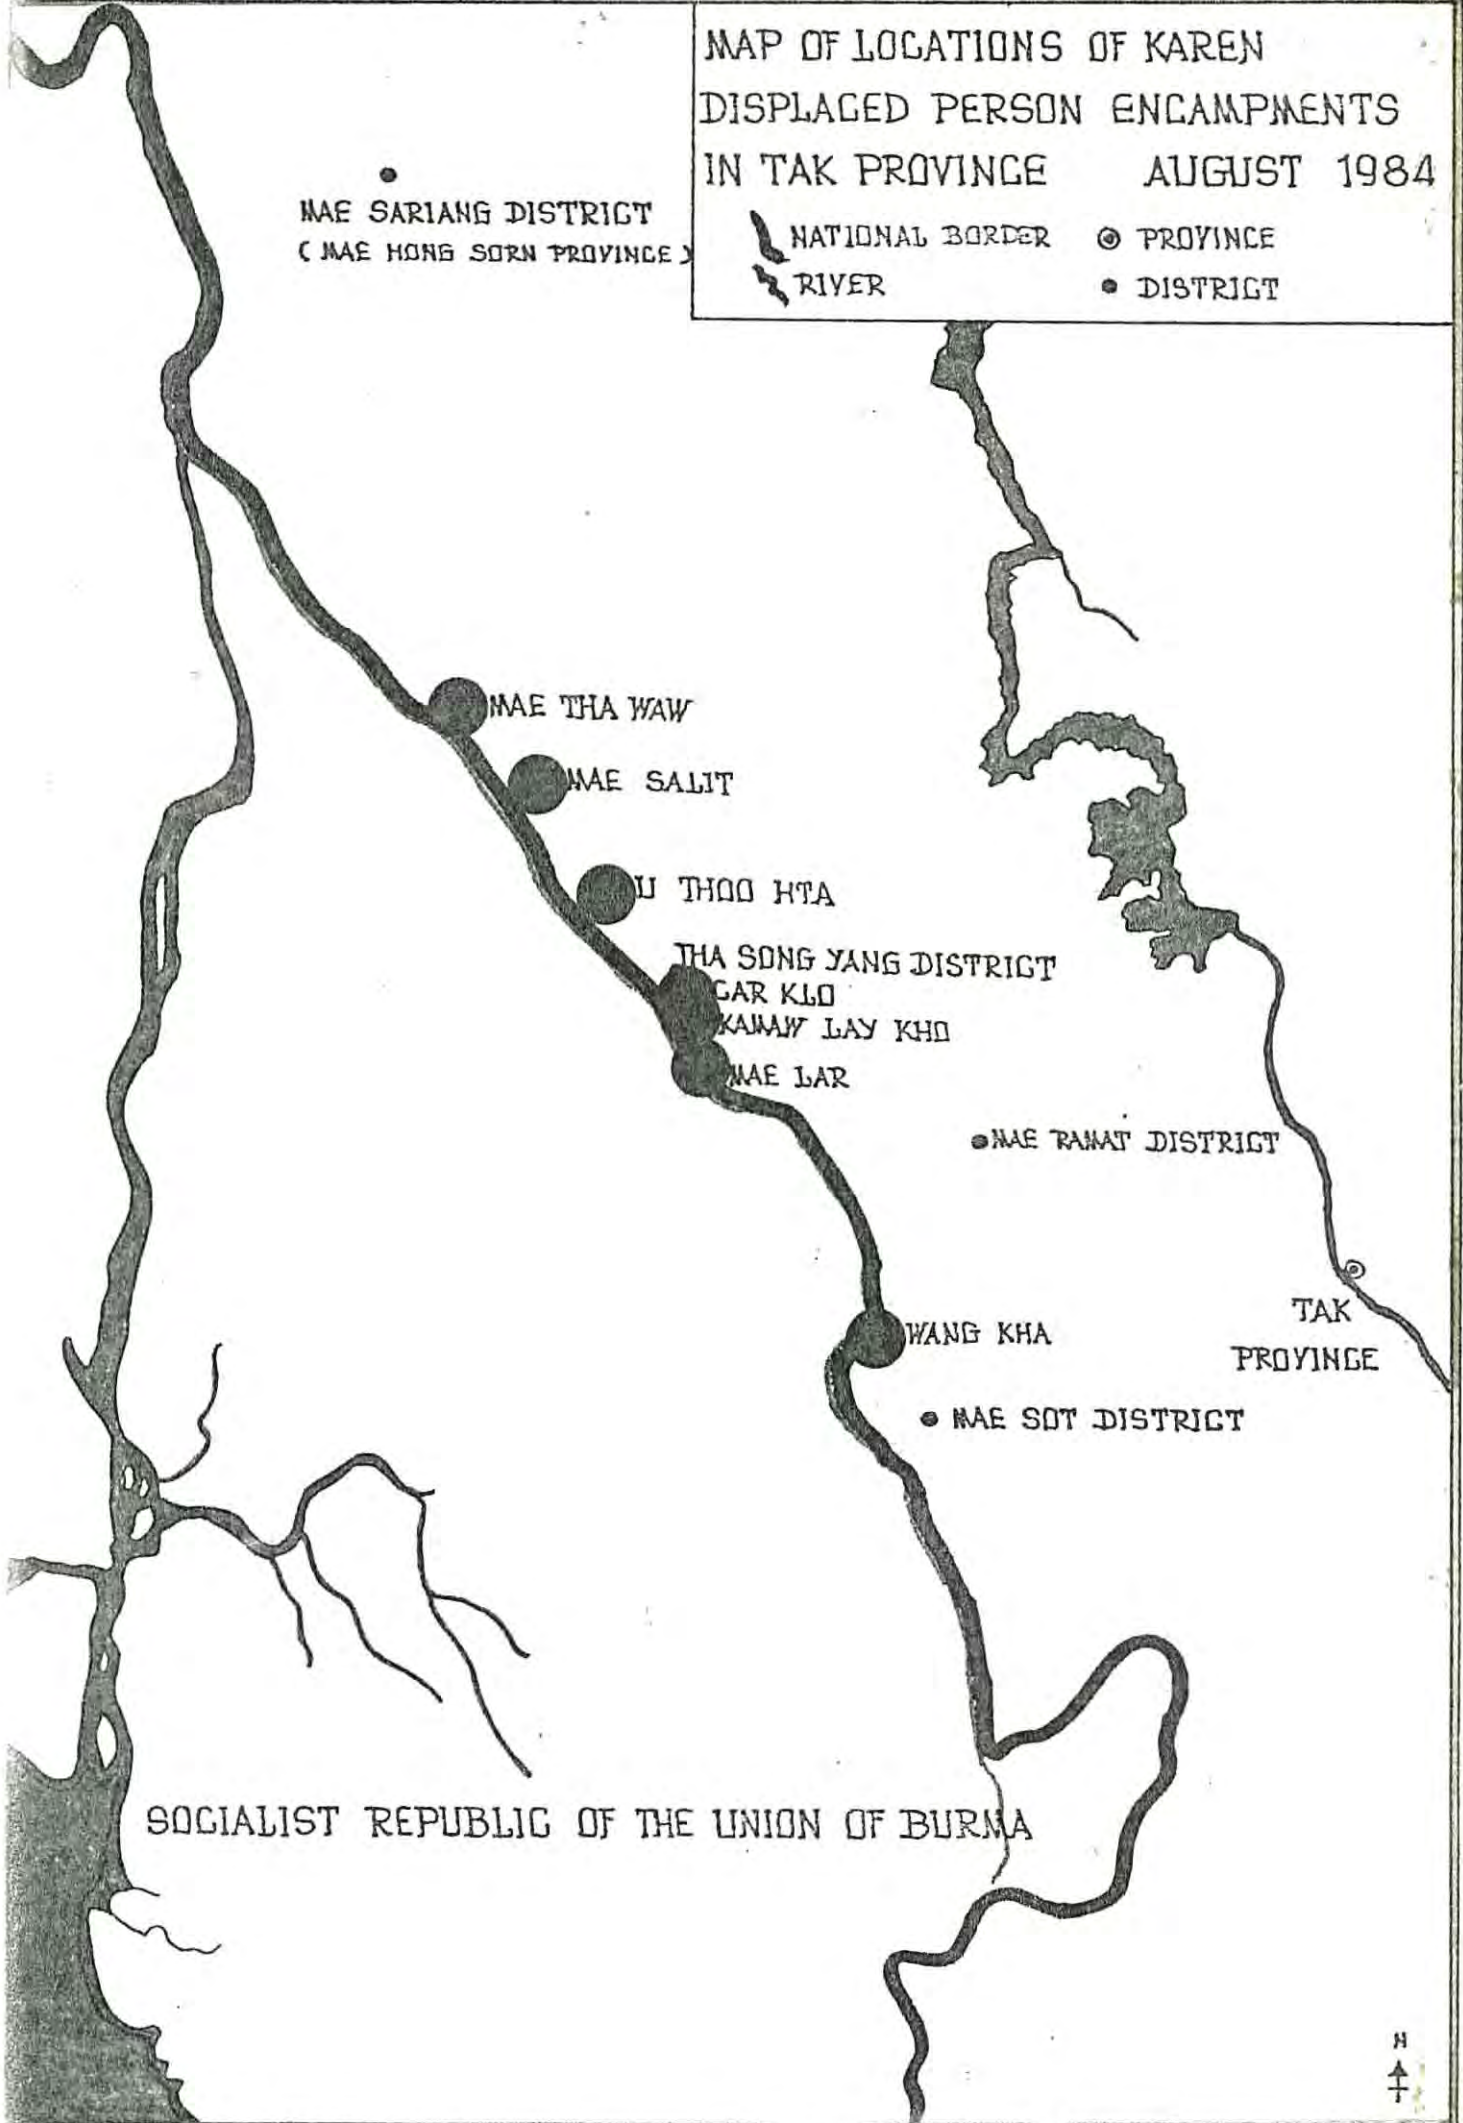 MAP OF LOCATIONS OF KAREN
DISPLACED PERSON ENCAMPMENTS
IN TAK PROVINCE AUGUST 1984
NATIONAL BORDER
PROVINCE
RIVER
DISTRICT
MAE SARIANG DISTRICT
( MAE HONG SORN PROVINCE )
MAE THA WAW
MAE SALIT
U THOO HTA
THA SONG YANG DISTRICT
GAR KLO
KAMAW LAY KHO
MAE LAR
MAE RAMAT DISTRICT
WANG KHA
TAK
PROVINCE
MAE SOT DISTRICT
SOCIALIST REPUBLIC OF THE UNION OF BURMA
N